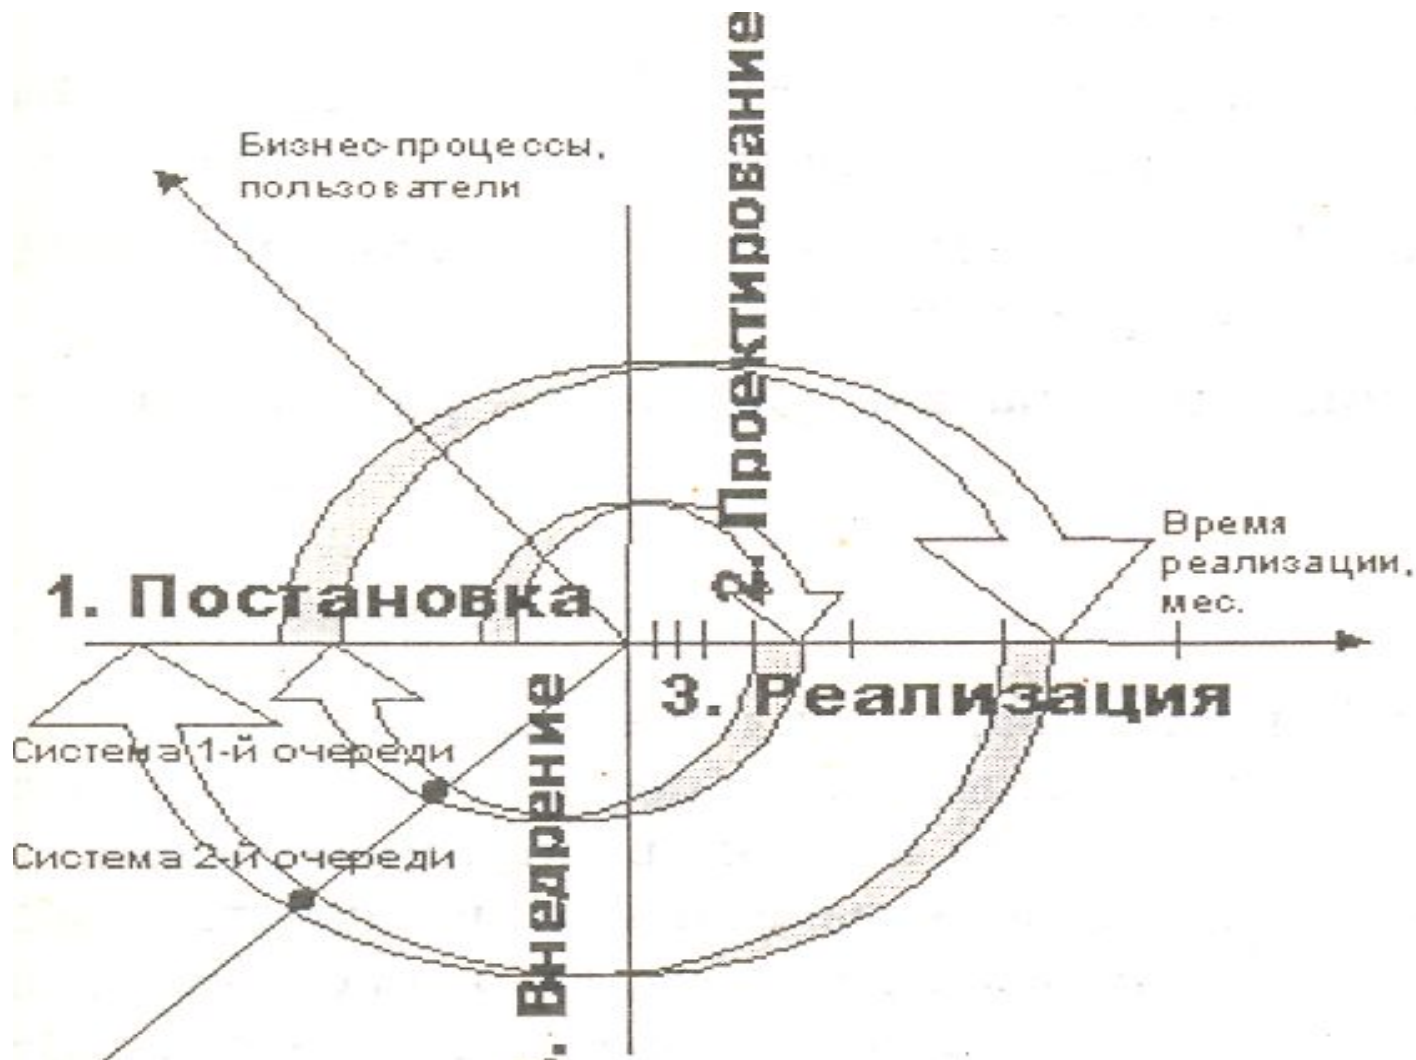 Бизнес-процессы,
пользователи
2. Проектирование
Время
реализации,
мес.
1. Постановка
3. Реализация
Система 1-й очереди
Система 2-й очереди
. Внедрение